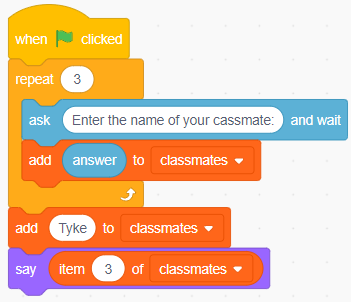 when clicked
repeat 3
ask Enter the name of your cassmate: and wait
add answer to classmates
add Tyke to classmates
say item 3 of classmates